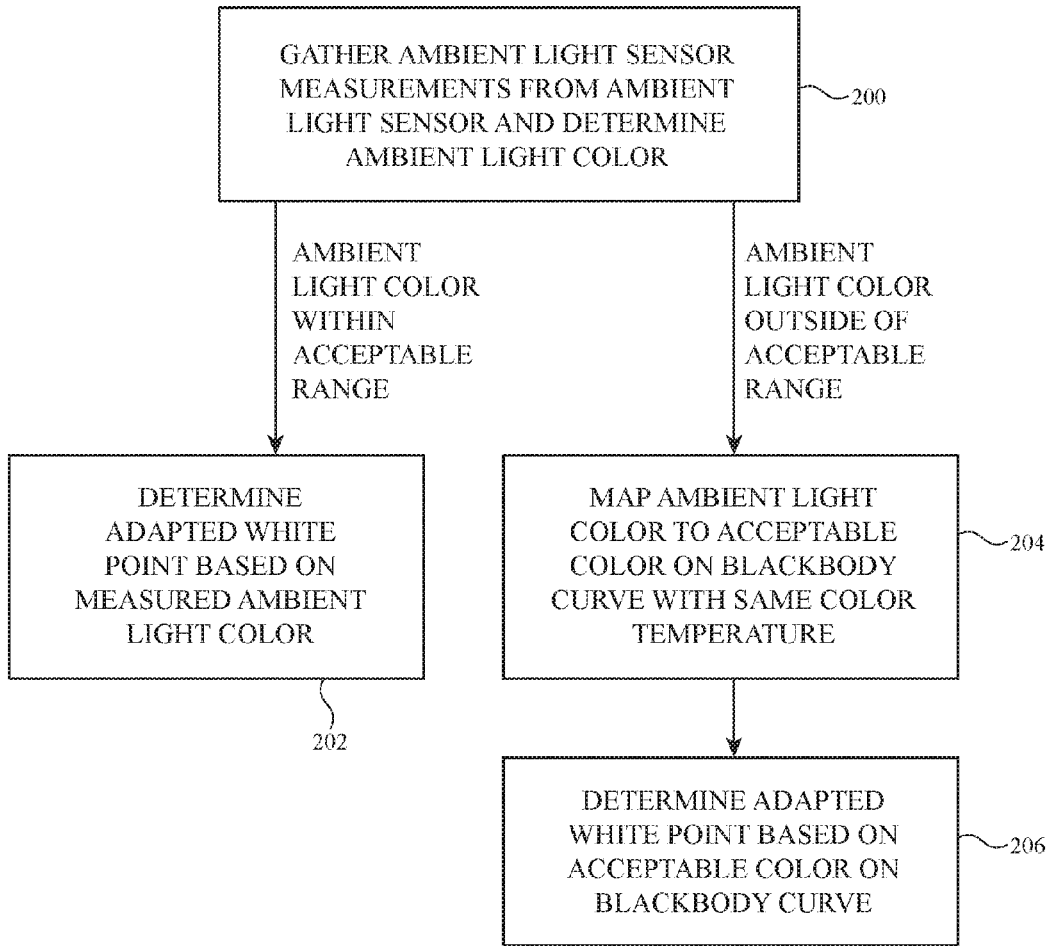 GATHER AMBIENT LIGHT SENSOR
MEASUREMENTS FROM AMBIENT
LIGHT SENSOR AND DETERMINE
AMBIENT LIGHT COLOR
200
AMBIENT
LIGHT COLOR
WITHIN
ACCEPTABLE
RANGE
AMBIENT
LIGHT COLOR
OUTSIDE OF
ACCEPTABLE
RANGE
DETERMINE
ADAPTED WHITE
POINT BASED ON
MEASURED AMBIENT
LIGHT COLOR
202
MAP AMBIENT LIGHT
COLOR TO ACCEPTABLE
COLOR ON BLACKBODY
CURVE WITH SAME COLOR
TEMPERATURE
204
DETERMINE ADAPTED
WHITE POINT BASED ON
ACCEPTABLE COLOR ON
BLACKBODY CURVE
206